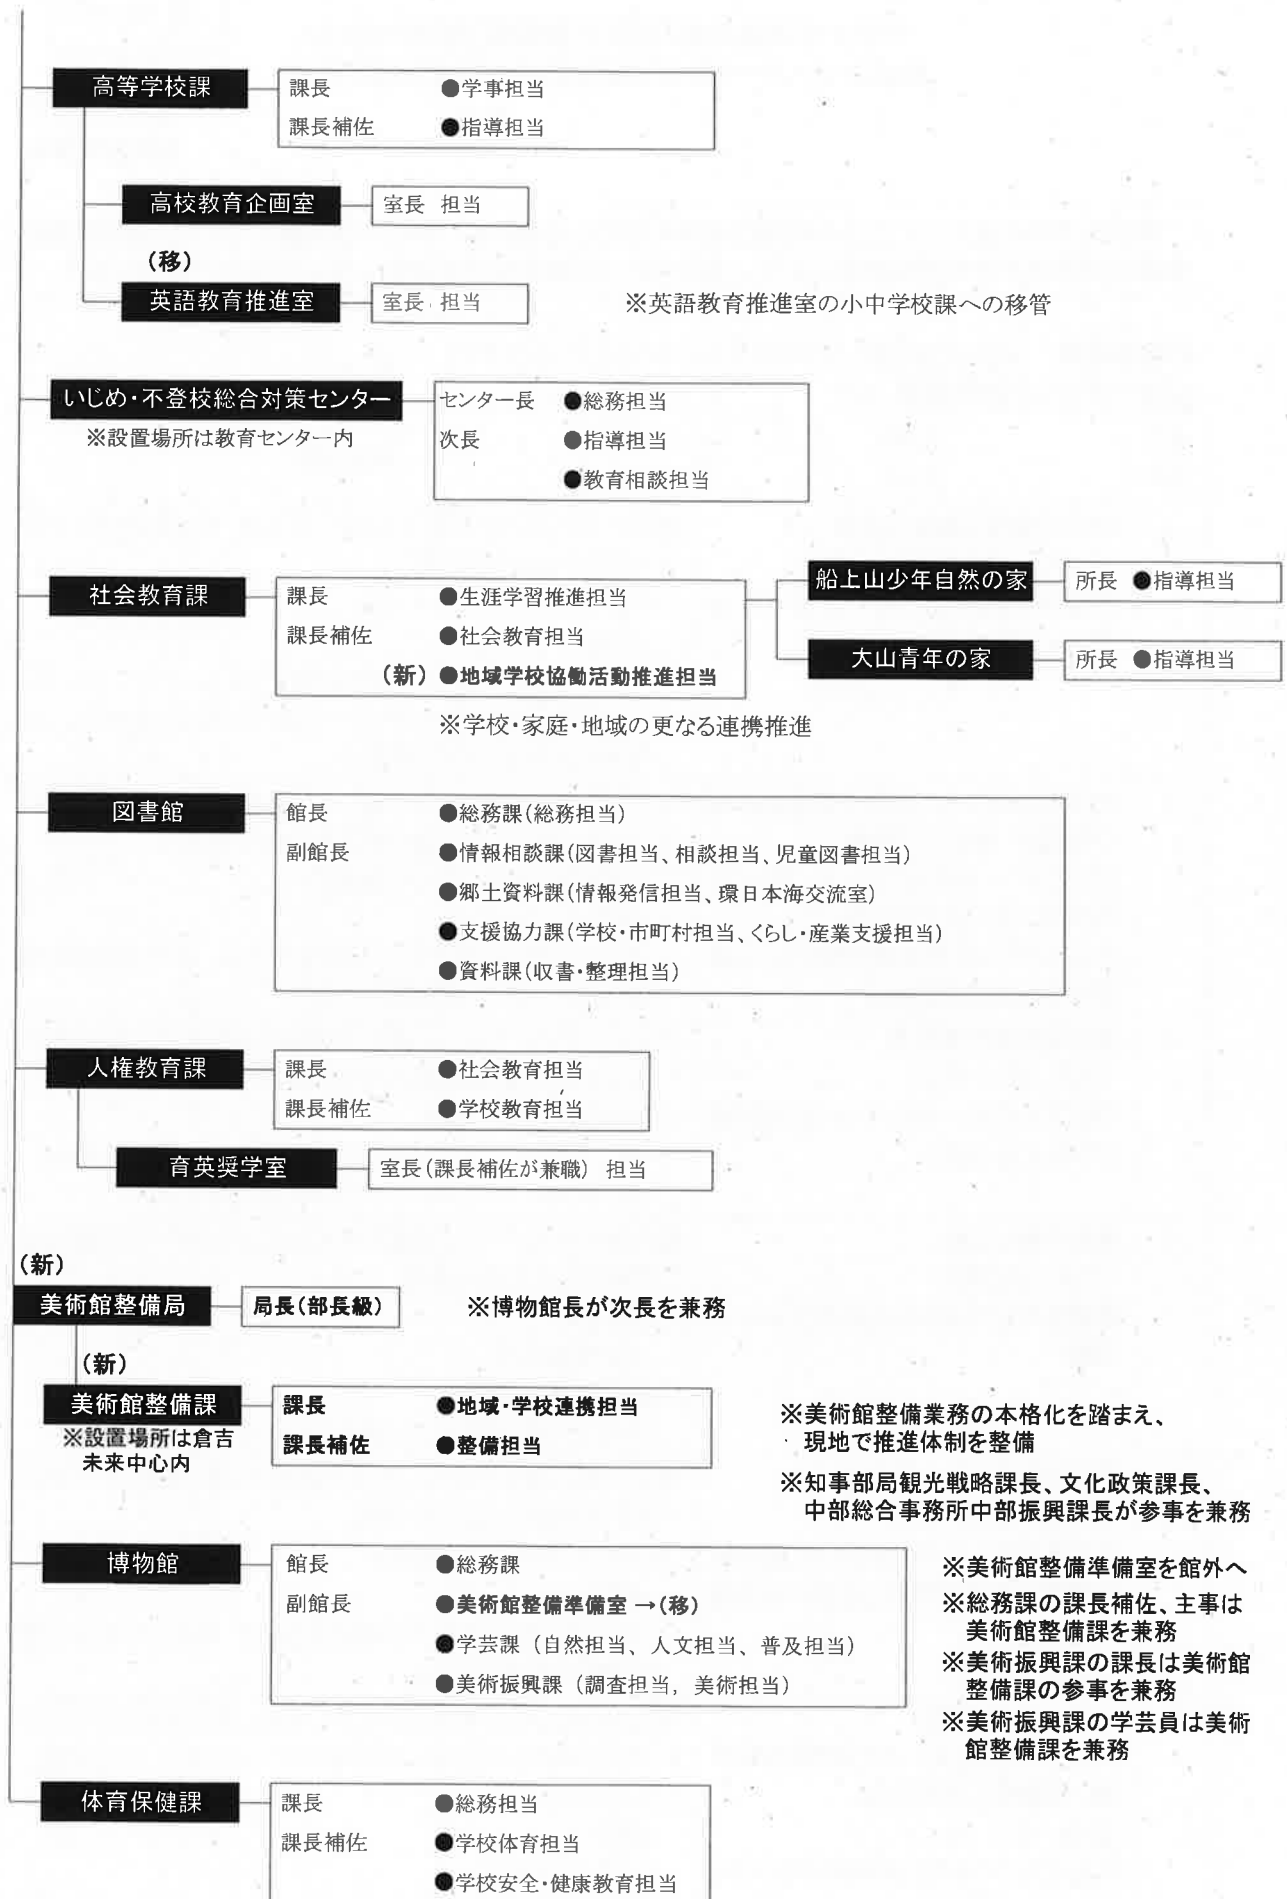 高等学校課
課長 ●学事担当
課長補佐 ●指導担当
高校教育企画室
室長 担当
(移)
英語教育推進室
室長 担当
※英語教育推進室の小中学校課への移管
いじめ・不登校総合対策センター
※設置場所は教育センター内
センター長 ●総務担当
次長 ●指導担当
●教育相談担当
社会教育課
課長 ●生涯学習推進担当
課長補佐 ●社会教育担当
(新) ●地域学校協働活動推進担当
※学校・家庭・地域の更なる連携推進
船上山少年自然の家
所長 ●指導担当
大山青年の家
所長 ●指導担当
図書館
館長 ●総務課(総務担当)
副館長 ●情報相談課(図書担当、相談担当、児童図書担当)
●郷土資料課(情報発信担当、環日本海交流室)
●支援協力課(学校・市町村担当、くらし・産業支援担当)
●資料課(収書・整理担当)
人権教育課
課長 ●社会教育担当
課長補佐 ●学校教育担当
育英奨学室
室長(課長補佐が兼職) 担当
(新)
美術館整備局
局長(部長級)
※博物館長が次長を兼務
(新)
美術館整備課
※設置場所は倉吉
未来中心内
課長 ●地域・学校連携担当
課長補佐 ●整備担当
※美術館整備業務の本格化を踏まえ、
現地で推進体制を整備
※知事部局観光戦略課長、文化政策課長、
中部総合事務所中部振興課長が参事を兼務
博物館
館長 ●総務課
副館長 ●美術館整備準備室 →(移)
●学芸課 (自然担当、人文担当、普及担当)
●美術振興課 (調査担当, 美術担当)
※美術館整備準備室を館外へ
※総務課の課長補佐、主事は
美術館整備課を兼務
※美術振興課の課長は美術館
整備課の参事を兼務
※美術振興課の学芸員は美術
館整備課を兼務
体育保健課
課長 ●総務担当
課長補佐 ●学校体育担当
●学校安全・健康教育担当